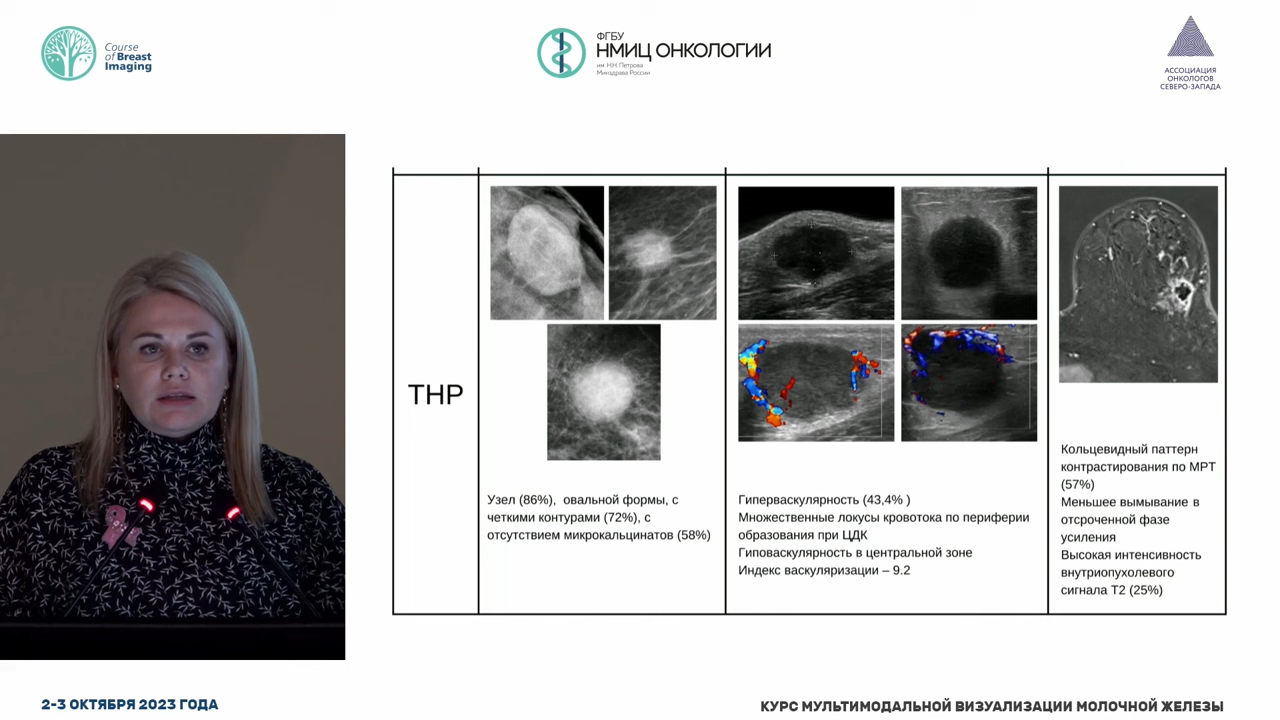 Course
of Breast
Imaging
ФГБУ
НМИЦ ОНКОЛОГИИ
им. Н.Н. Петрова
Минздрава России
АССОЦИАЦИЯ
ОНКОЛОГОВ
СЕВЕРО-ЗАПАДА
ТНР
Узел (86%), овальной формы, с
четкими контурами (72%), с
отсутствием микрокальцинатов (58%)
Гиперваскулярность (43,4% )
Множественные локусы кровотока по периферии
образования при ЦДК
Гиповаскулярность в центральной зоне
Индекс васкуляризации – 9.2
Кольцевидный паттерн
контрастирования по МРТ
(57%)
Меньшее вымывание в
отсроченной фазе
усиления
Высокая интенсивность
внутриопухолевого
сигнала Т2 (25%)
2-3 ОКТЯБРЯ 2023 ГОДА
КУРС МУЛЬТИМОДАЛЬНОЙ ВИЗУАЛИЗАЦИИ МОЛОЧНОЙ ЖЕЛЕЗЫ